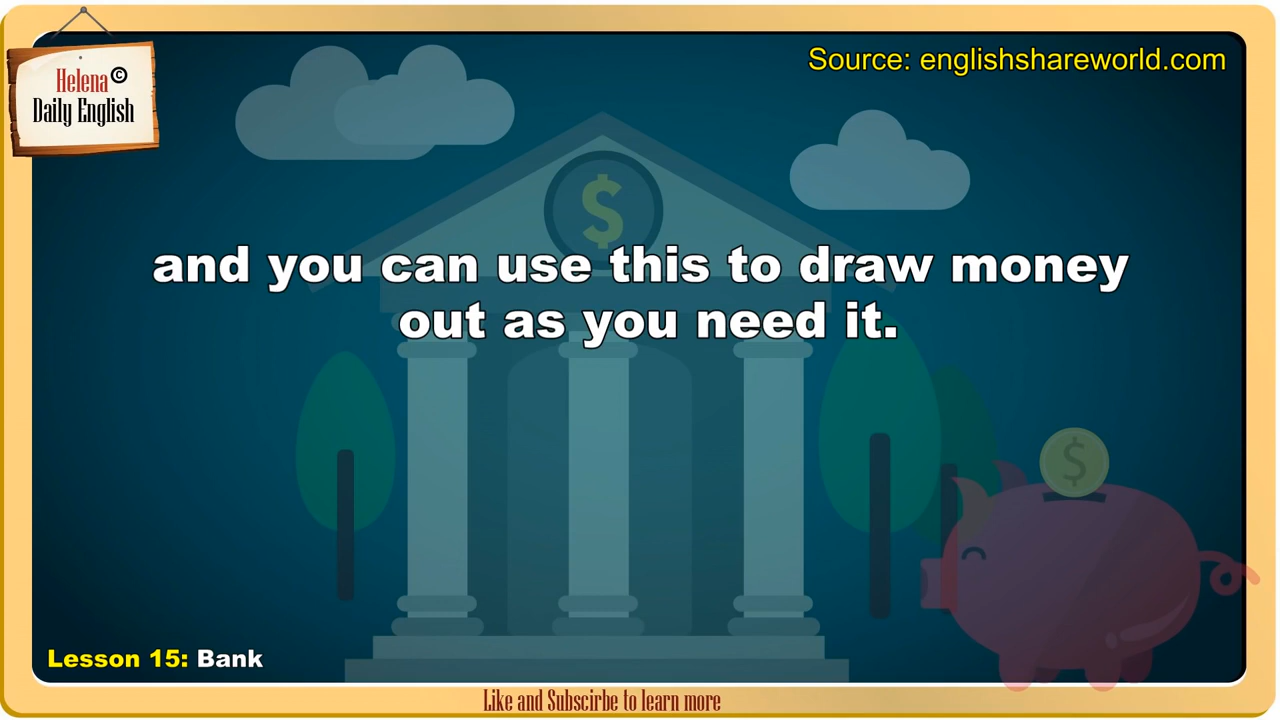 Helena ©
Daily English
Source: englishshareworld.com
$
and you can use this to draw money
out as you need it.
$
Lesson 15: Bank
Like and Subscirbe to learn more